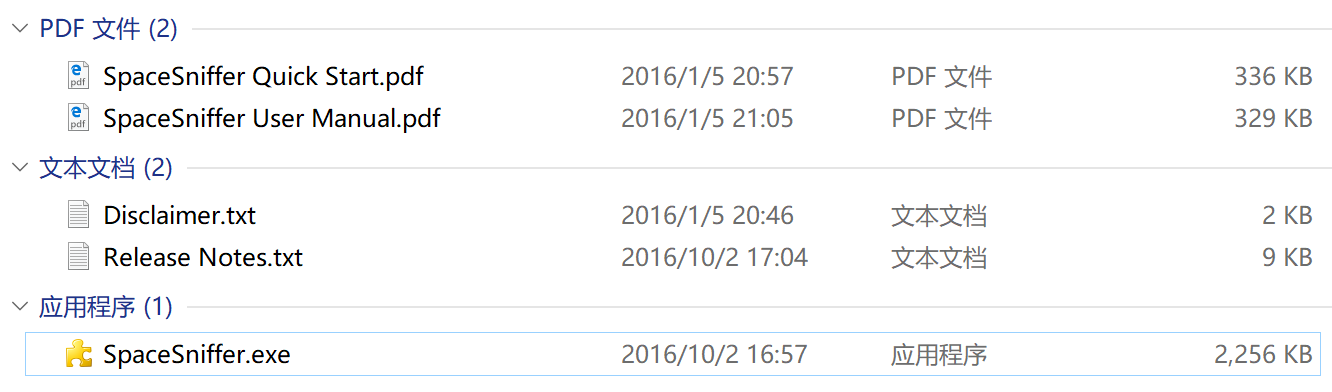 PDF 文件 (2)
SpaceSniffer Quick Start.pdf 2016/1/5 20:57 PDF 文件 336 KB
SpaceSniffer User Manual.pdf 2016/1/5 21:05 PDF 文件 329 KB
文本文档 (2)
Disclaimer.txt 2016/1/5 20:46 文本文档 2 KB
Release Notes.txt 2016/10/2 17:04 文本文档 9 KB
应用程序 (1)
SpaceSniffer.exe 2016/10/2 16:57 应用程序 2,256 KB